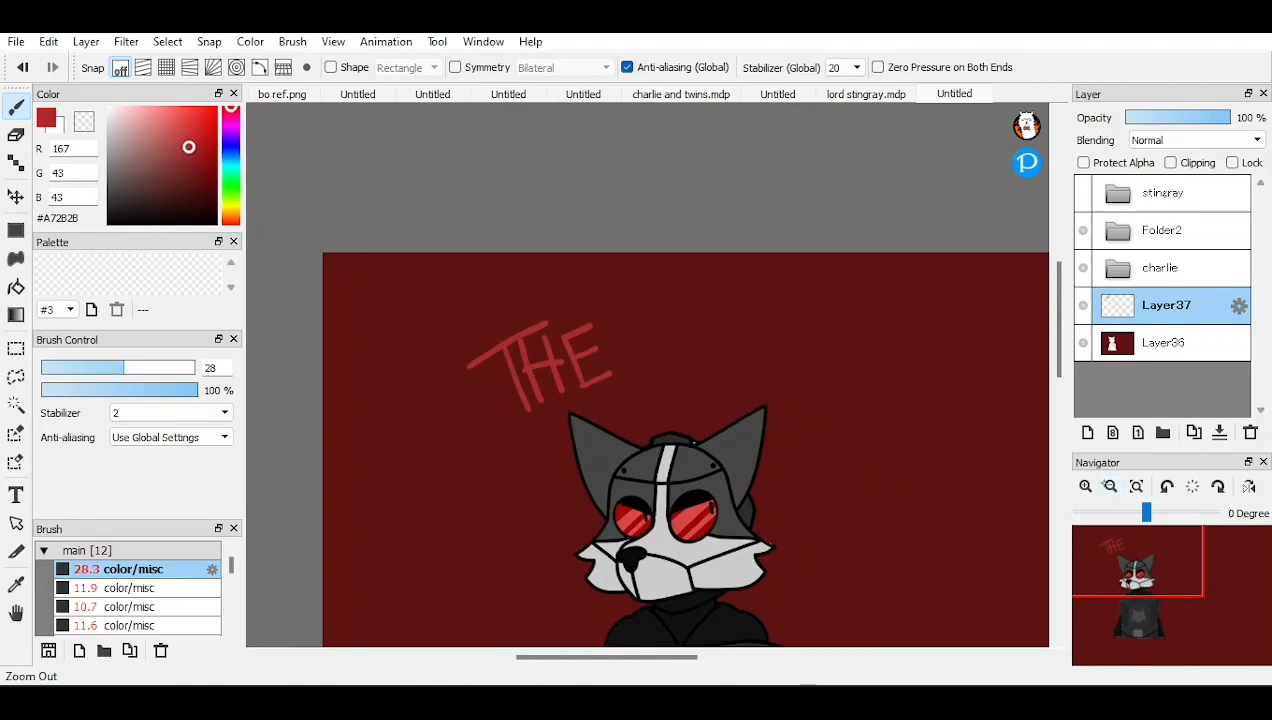 File Edit Layer Filter Select Snap Color Brush View Animation Tool Window Help
Snap off Shape Rectangle Symmetry Bilateral Anti-aliasing (Global) Stabilizer (Global) 20 Zero Pressure on Both Ends
Color
bo ref.png Untitled Untitled Untitled Untitled charlie and twins.mdp Untitled lord stingray.mdp Untitled
R 167
G 43
B 43
#A72B2B
Palette
#3 ---
Brush Control
28
100 %
Stabilizer 2
Anti-aliasing Use Global Settings
Brush
main [12]
28.3 color/misc
11.9 color/misc
10.7 color/misc
11.6 color/misc
Zoom Out
THE
Layer
Opacity 100 %
Blending Normal
Protect Alpha Clipping Lock
stingray
Folder2
charlie
Layer37
Layer36
8 1
Navigator
0 Degree
THE